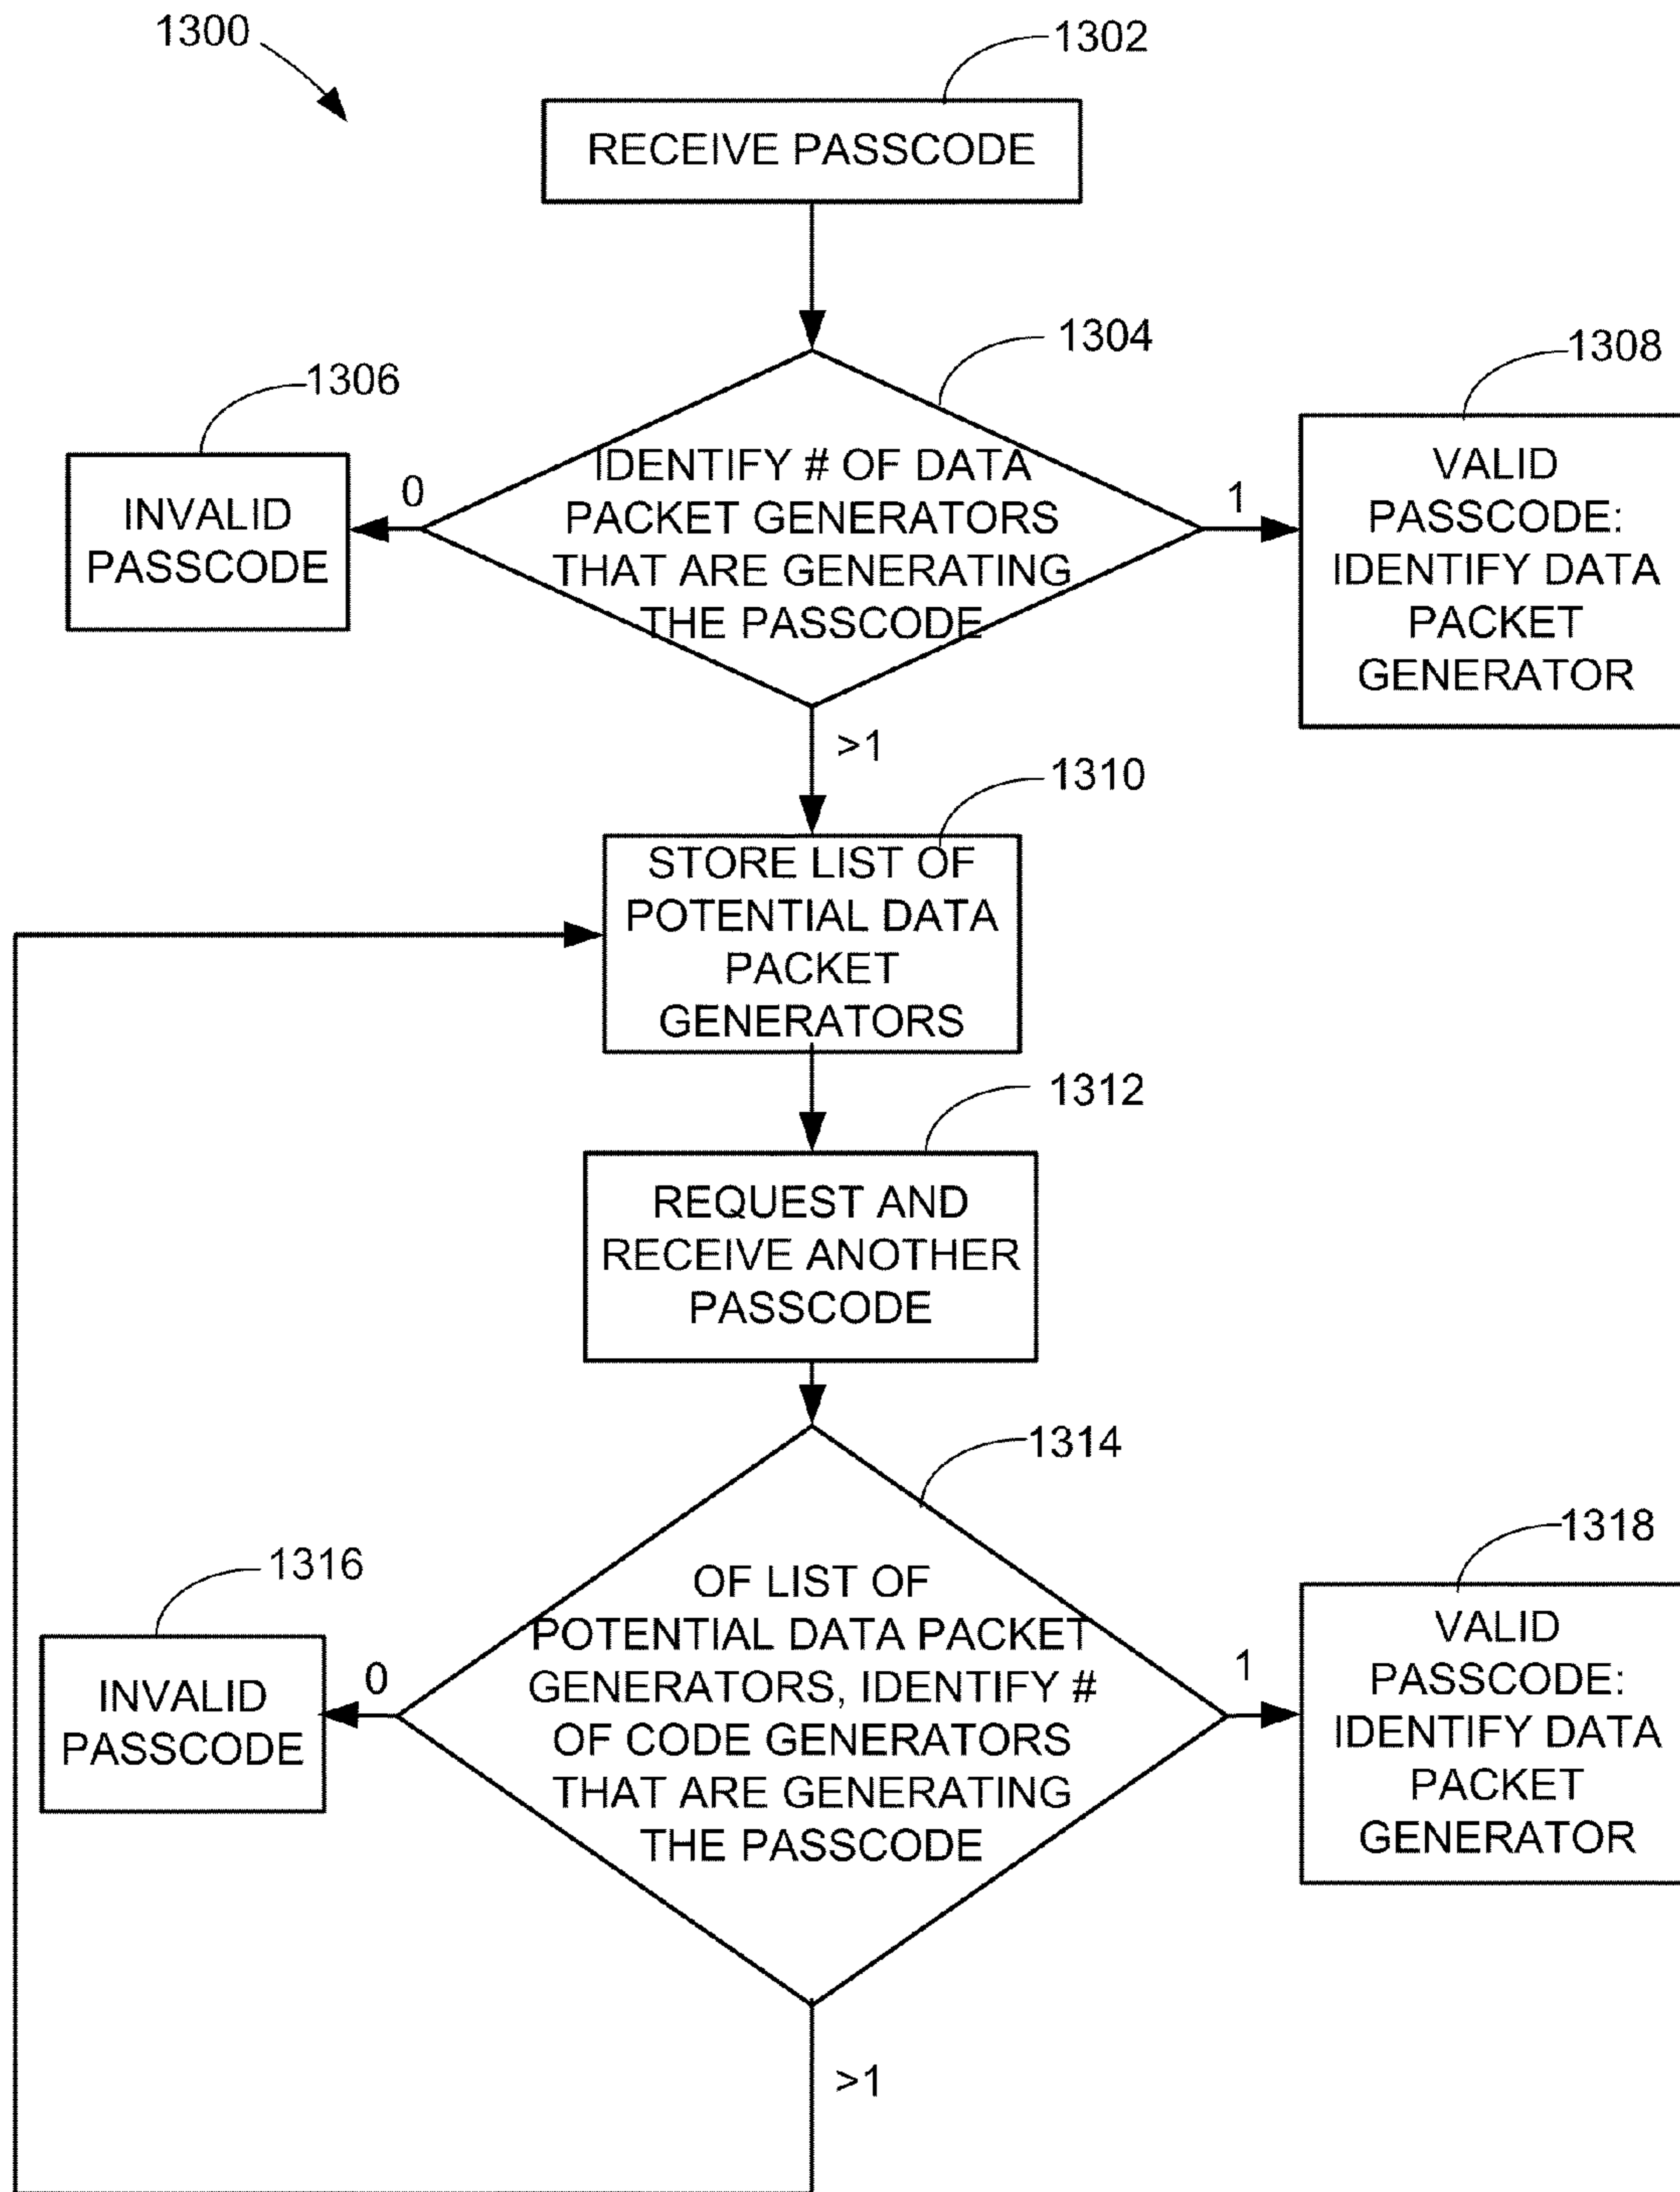 1300
1302
RECEIVE PASSCODE
1304
1306
1308
IDENTIFY # OF DATA
PACKET GENERATORS
THAT ARE GENERATING
THE PASSCODE
0
INVALID
PASSCODE
1
VALID
PASSCODE:
IDENTIFY DATA
PACKET
GENERATOR
>1
1310
STORE LIST OF
POTENTIAL DATA
PACKET
GENERATORS
1312
REQUEST AND
RECEIVE ANOTHER
PASSCODE
1314
1316
1318
OF LIST OF
POTENTIAL DATA PACKET
GENERATORS, IDENTIFY #
OF CODE GENERATORS
THAT ARE GENERATING
THE PASSCODE
0
INVALID
PASSCODE
1
VALID
PASSCODE:
IDENTIFY DATA
PACKET
GENERATOR
>1